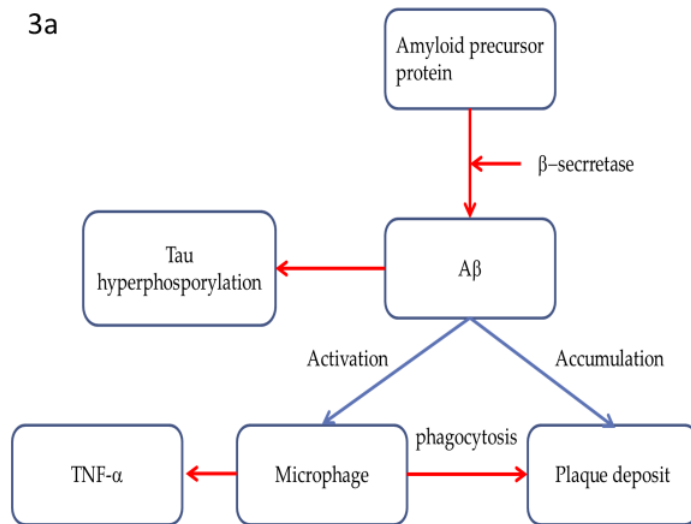 3a
Amyloid precursor
protein
β–secrretase
Tau
hyperphosporylation
Aβ
Activation
Accumulation
phagocytosis
TNF-α
Microphage
Plaque deposit